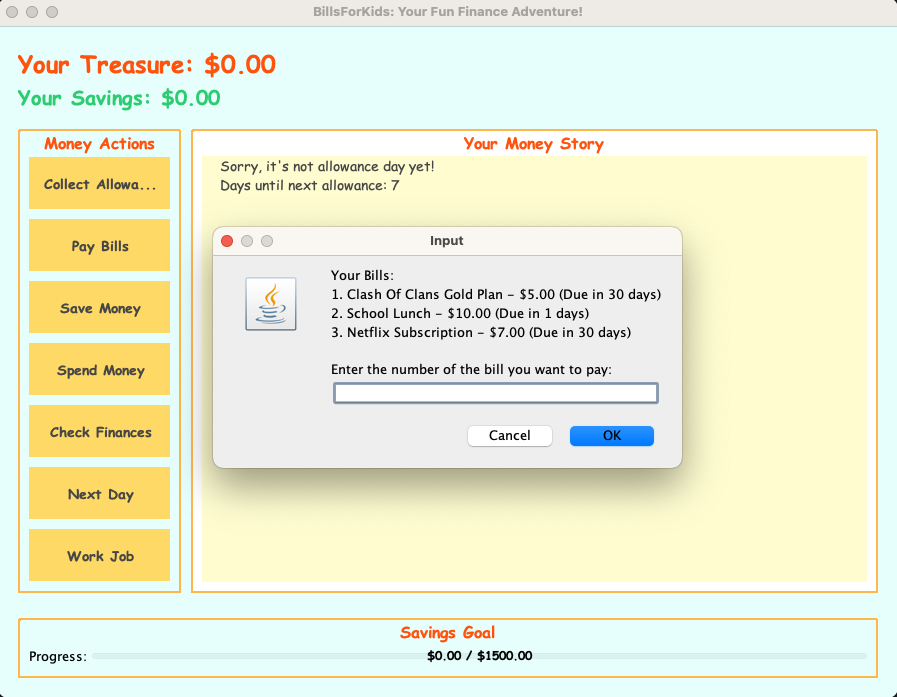 BillsForKids: Your Fun Finance Adventure!
Your Treasure: $0.00
Your Savings: $0.00
Money Actions
Collect Allowa...
Pay Bills
Save Money
Spend Money
Check Finances
Next Day
Work Job
Your Money Story
Sorry, it's not allowance day yet!
Days until next allowance: 7
Input
Your Bills:
1. Clash Of Clans Gold Plan – $5.00 (Due in 30 days)
2. School Lunch – $10.00 (Due in 1 days)
3. Netflix Subscription – $7.00 (Due in 30 days)
Enter the number of the bill you want to pay:
Cancel
OK
Savings Goal
Progress:
$0.00 / $1500.00